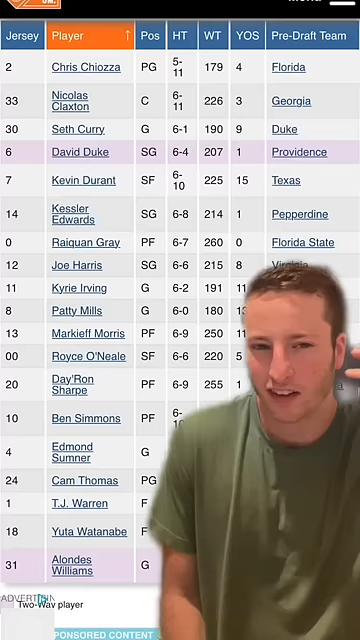 Jersey Player ↑ Pos HT WT YOS Pre-Draft Team
2 Chris Chiozza PG 5-11 179 4 Florida
33 Nicolas Claxton C 6-11 226 3 Georgia
30 Seth Curry G 6-1 190 9 Duke
6 David Duke SG 6-4 207 1 Providence
7 Kevin Durant SF 6-10 225 15 Texas
14 Kessler Edwards SG 6-8 214 1 Pepperdine
0 Raiquan Gray PF 6-7 260 0 Florida State
12 Joe Harris SG 6-6 215 8 Virginia
11 Kyrie Irving G 6-2 191 11
8 Patty Mills G 6-0 180 13
13 Markieff Morris PF 6-9 250 11
00 Royce O'Neale SF 6-6 220 5
20 Day'Ron Sharpe PF 6-9 255 1
10 Ben Simmons PF 6-10
4 Edmond Sumner G
24 Cam Thomas PG
1 T.J. Warren F
18 Yuta Watanabe F
31 Alondes Williams G
Two-Way player
SPONSORED CONTENT